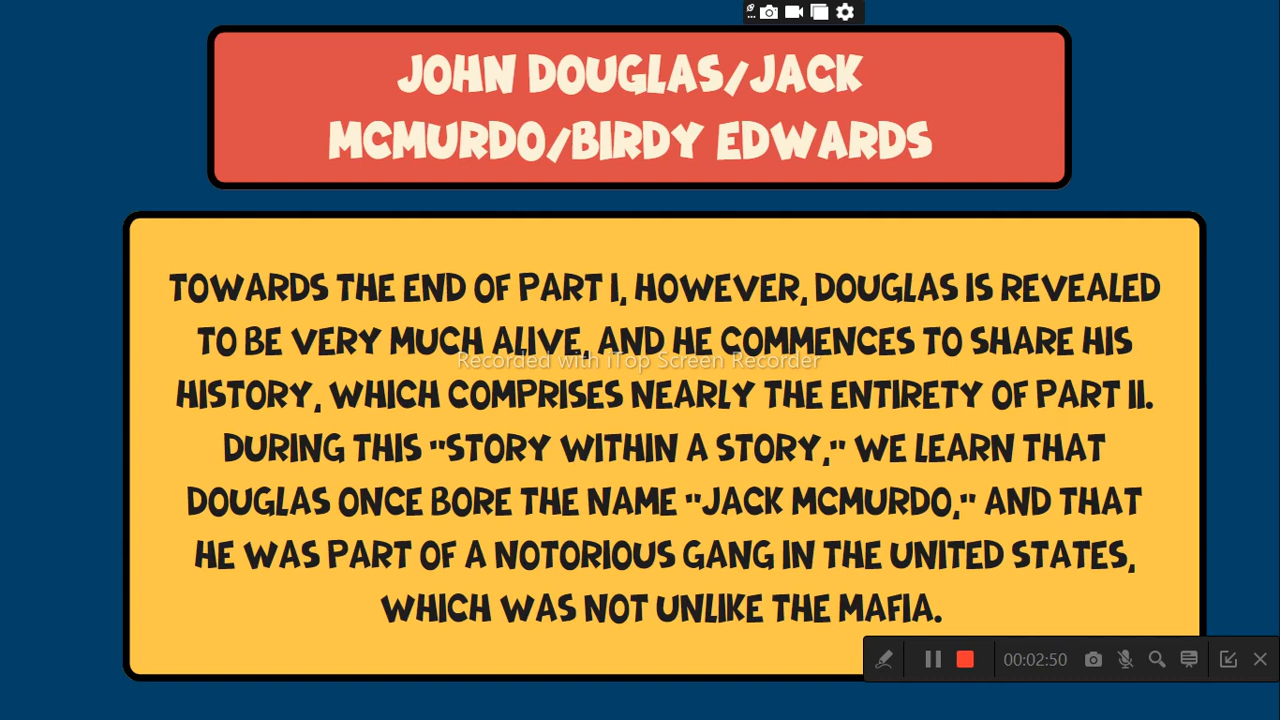 JOHN DOUGLAS/JACK
MCMURDO/BIRDY EDWARDS
TOWARDS THE END OF PART I, HOWEVER, DOUGLAS IS REVEALED
TO BE VERY MUCH ALIVE, AND HE COMMENCES TO SHARE HIS
Recorded with iTop Screen Recorder
HISTORY, WHICH COMPRISES NEARLY THE ENTIRETY OF PART II.
DURING THIS "STORY WITHIN A STORY," WE LEARN THAT
DOUGLAS ONCE BORE THE NAME "JACK MCMURDO," AND THAT
HE WAS PART OF A NOTORIOUS GANG IN THE UNITED STATES,
WHICH WAS NOT UNLIKE THE MAFIA.
00:02:50